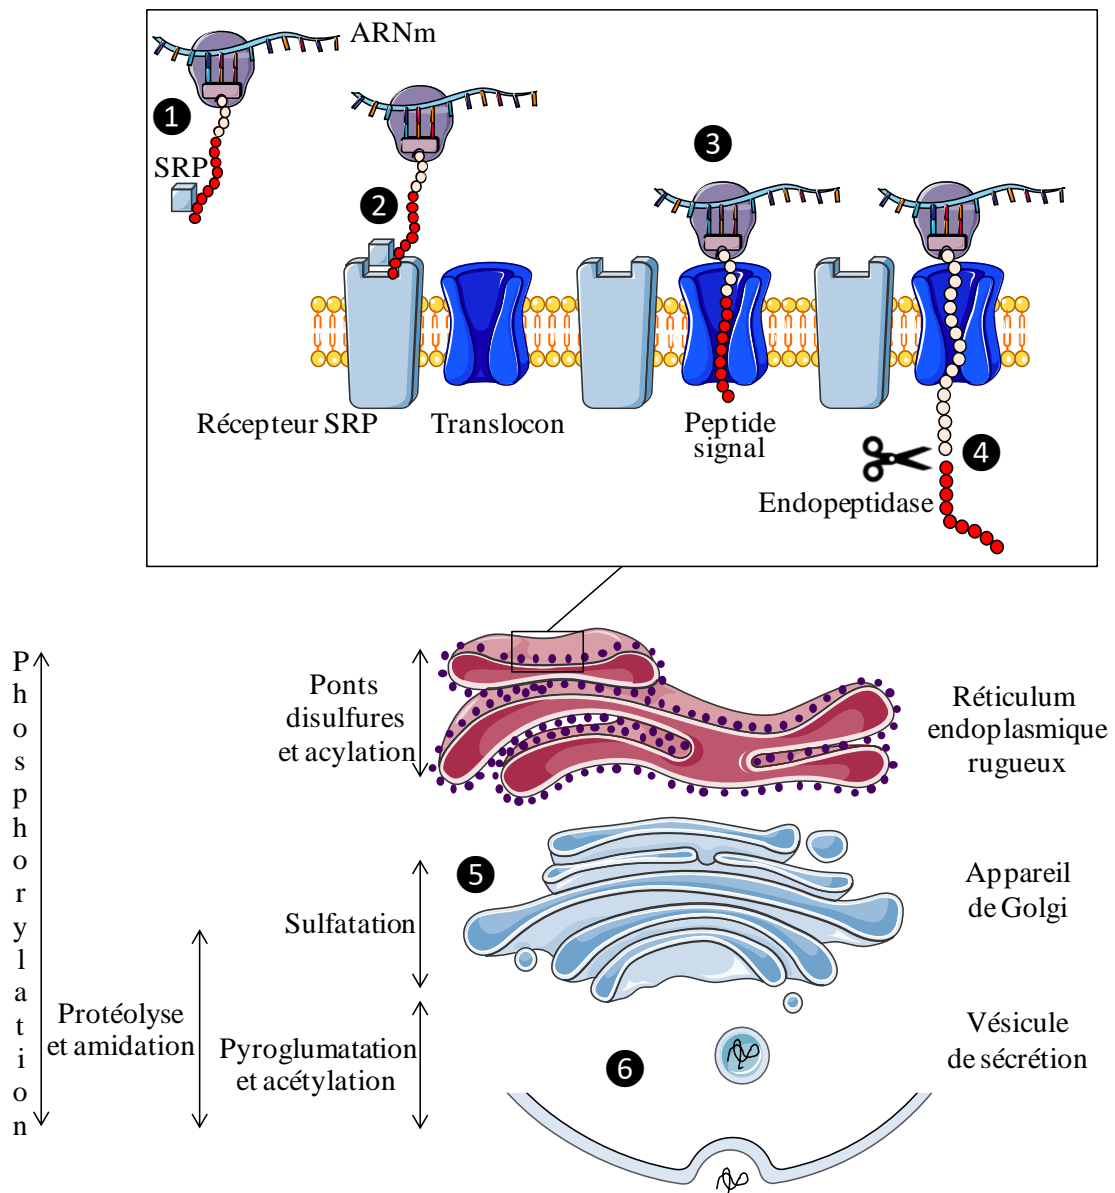 ARNm
1
SRP
2
3
Récepteur SRP
Translocon
Peptide
signal
4
Endopeptidase
Phosphorylation
Ponts
disulfures
et acylation
Réticulum
endoplasmique
rugueux
5
Sulfatation
Appareil
de Golgi
Protéolyse
et amidation
Pyroglumatation
et acétylation
6
Vésicule
de sécrétion